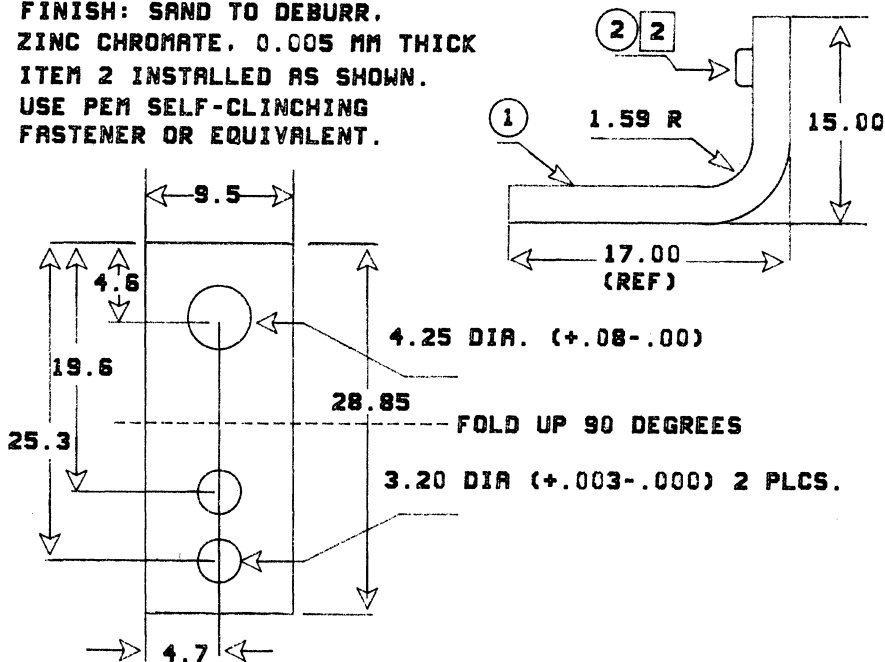 FINISH: SAND TO DEBURR.
ZINC CHROMATE. 0.005 MM THICK
ITEM 2 INSTALLED AS SHOWN.
USE PEM SELF-CLINCHING
FASTENER OR EQUIVALENT.
2 2
1
1.59 R
15.00
17.00
(REF)
9.5
4.6
4.25 DIA. (+.08-.00)
19.6
28.85
FOLD UP 90 DEGREES
25.3
3.20 DIA (+.003-.000) 2 PLCS.
4.7